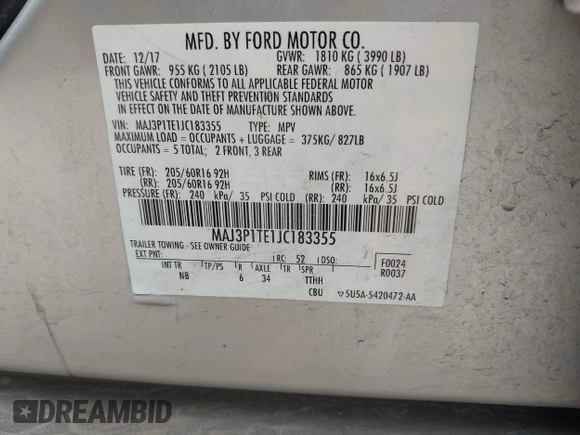 MFD. BY FORD MOTOR CO.
DATE: 12/17 GVWR: 1810 KG ( 3990 LB)
FRONT GAWR: 955 KG ( 2105 LB) REAR GAWR: 865 KG ( 1907 LB)
THIS VEHICLE CONFORMS TO ALL APPLICABLE FEDERAL MOTOR
VEHICLE SAFETY AND THEFT PREVENTION STANDARDS
IN EFFECT ON THE DATE OF MANUFACTURE SHOWN ABOVE.
VIN: MAJ3P1TE1JC183355 TYPE: MPV
MAXIMUM LOAD = OCCUPANTS + LUGGAGE = 375KG/ 827LB
OCCUPANTS = 5 TOTAL; 2 FRONT, 3 REAR
TIRE (FR): 205/60R16 92H RIMS (FR): 16x6.5J
(RR): 205/60R16 92H (RR): 16x6.5J
PRESSURE (FR): 240 kPa/ 35 PSI COLD (RR): 240 kPa/ 35 PSI COLD
MAJ3P1TE1JC183355
TRAILER TOWING - SEE OWNER GUIDE
EXT PNT: RC: 52 DSO: F0024
R0037
INT TR TP/PS R AXLE TR SPR
NB 6 34 TTHH
CBU 5U5A-5420472-AA
DREAMBID